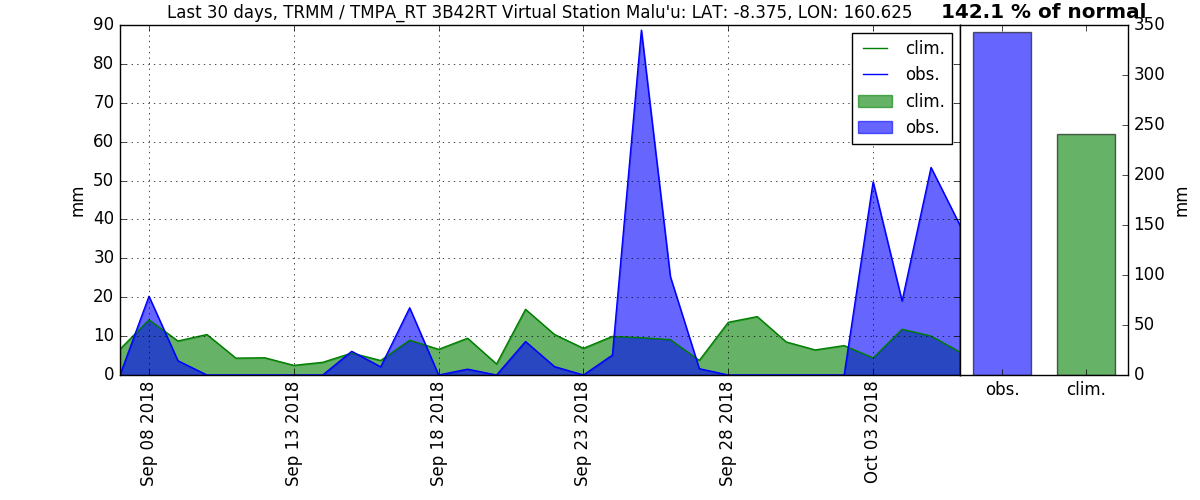 Last 30 days, TRMM / TMPA_RT 3B42RT Virtual Station Malu'u: LAT: -8.375, LON: 160.625
142.1 % of normal
90
80
70
60
50
40
30
20
10
0
mm
clim.
obs.
clim.
obs.
Sep 08 2018
Sep 13 2018
Sep 18 2018
Sep 23 2018
Sep 28 2018
Oct 03 2018
350
300
250
200
150
100
50
0
mm
obs.
clim.